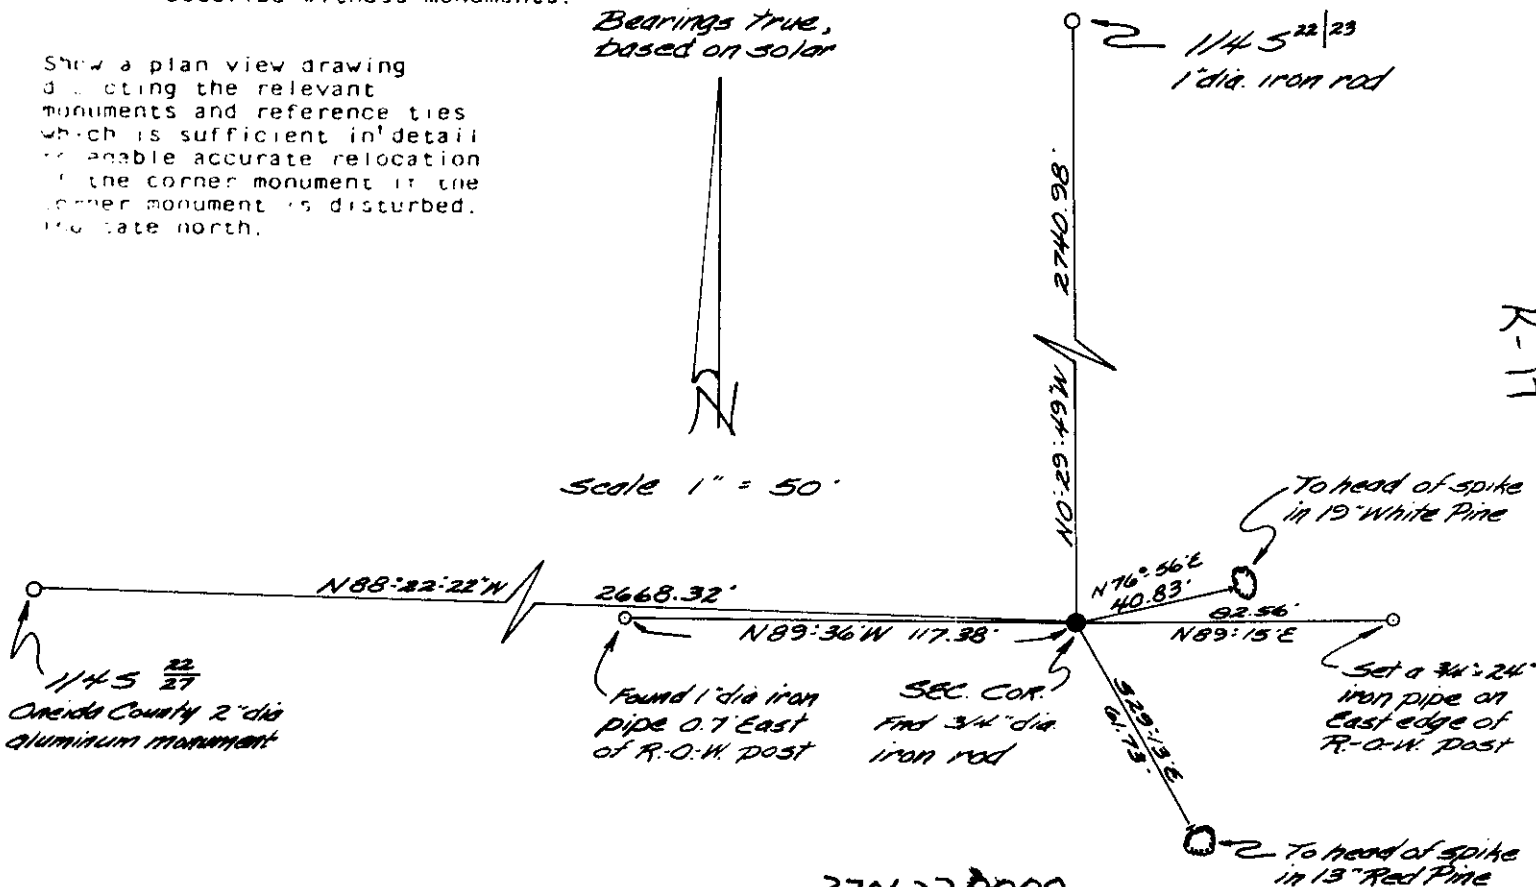 Show a plan view drawing
the relevant
monuments and reference ties
which is sufficient in detail
enable accurate relocation
the corner monument if the
corner monument is disturbed.
north.
Bearings true,
based on solar
N
Scale 1" = 50'
1/4 S 22|23
1" dia. iron rod
2740.98'
N0°-29'-49"W
K-17
To head of spike
in 19" White Pine
N76°-56'E
40.83'
82.56'
N89°-15'E
N88°-22'-22"W
2668.32'
N89°-36'W 117.38'
1/4 S 22/27
Oneida County 2" dia
aluminum monument
Found 1" dia iron
pipe 0.7' East
of R.-O.-W. post
SEC. COR.
Fnd 3/4" dia.
iron rod
Set a 3/4" x 24"
iron pipe on
East edge of
R.-O.-W. post
S29°-13'E
61.73'
To head of spike
in 13" Red Pine